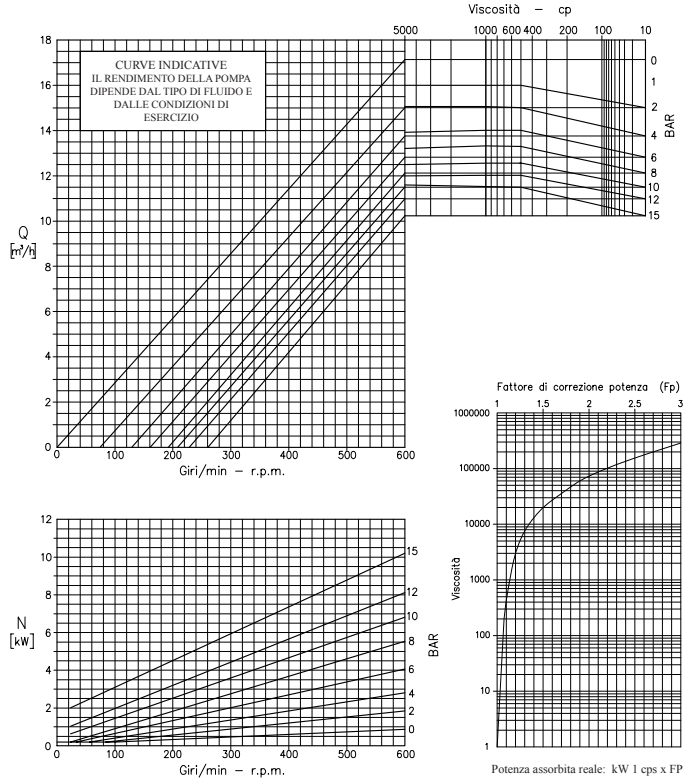 Viscosità – cp
5000 1000 600 400 200 100 10
18
16
14
12
10
8
6
4
2
0
Q
[m³/h]
CURVE INDICATIVE
IL RENDIMENTO DELLA POMPA
DIPENDE DAL TIPO DI FLUIDO E
DALLE CONDIZIONI DI
ESERCIZIO
0
1
2
4
6
8
10
12
15
BAR
0 100 200 300 400 500 600
Giri/min – r.p.m.
12
10
8
6
4
2
0
N
[kW]
15
12
10
8
6
4
2
0
BAR
0 100 200 300 400 500 600
Giri/min – r.p.m.
Fattore di correzione potenza (Fp)
1 1.5 2 2.5 3
1000000
100000
10000
1000
100
10
1
Viscosità
Potenza assorbita reale: kW 1 cps x FP